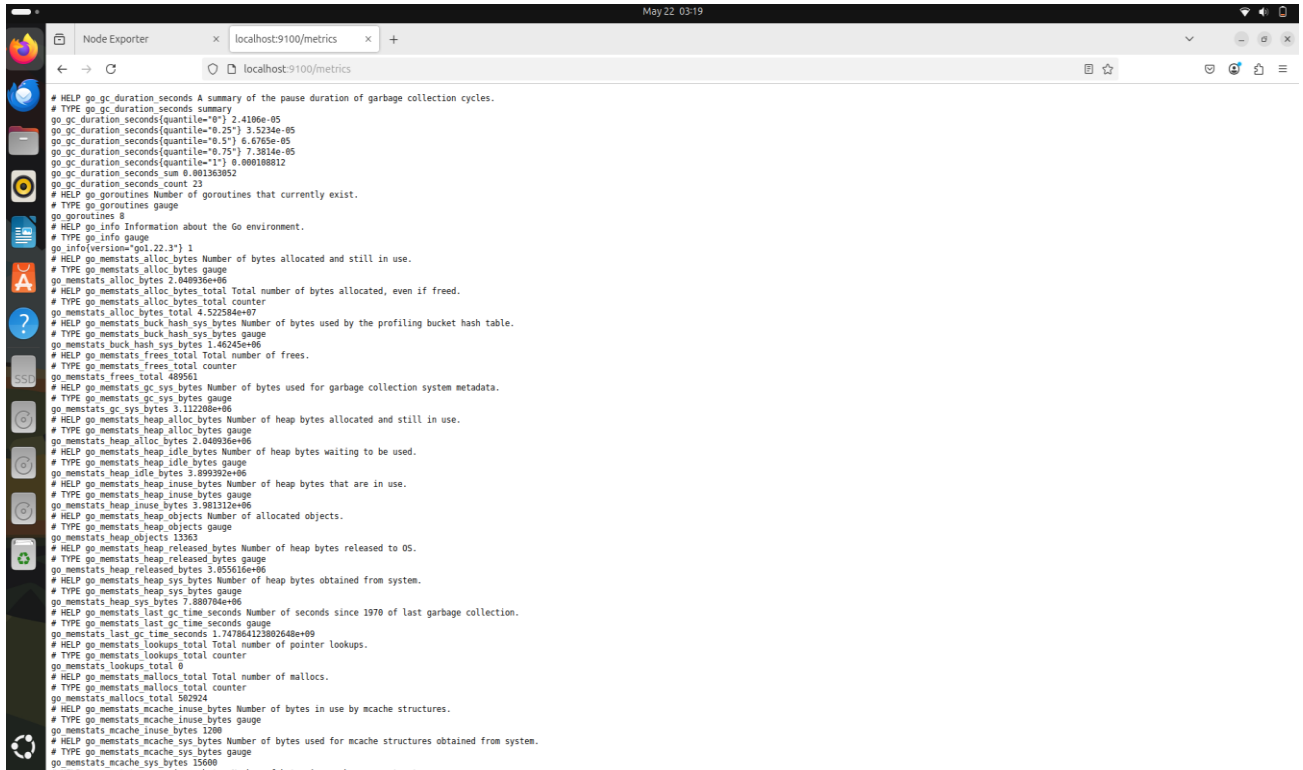 May 22 03:19
Node Exporter
localhost:9100/metrics
localhost:9100/metrics
# HELP go_gc_duration_seconds A summary of the pause duration of garbage collection cycles.
# TYPE go_gc_duration_seconds summary
go_gc_duration_seconds{quantile="0"} 2.4106e-05
go_gc_duration_seconds{quantile="0.25"} 3.5234e-05
go_gc_duration_seconds{quantile="0.5"} 6.6765e-05
go_gc_duration_seconds{quantile="0.75"} 7.3814e-05
go_gc_duration_seconds{quantile="1"} 0.000108812
go_gc_duration_seconds_sum 0.001363052
go_gc_duration_seconds_count 23
# HELP go_goroutines Number of goroutines that currently exist.
# TYPE go_goroutines gauge
go_goroutines 8
# HELP go_info Information about the Go environment.
# TYPE go_info gauge
go_info{version="go1.22.3"} 1
# HELP go_memstats_alloc_bytes Number of bytes allocated and still in use.
# TYPE go_memstats_alloc_bytes gauge
go_memstats_alloc_bytes 2.040936e+06
# HELP go_memstats_alloc_bytes_total Total number of bytes allocated, even if freed.
# TYPE go_memstats_alloc_bytes_total counter
go_memstats_alloc_bytes_total 4.522584e+07
# HELP go_memstats_buck_hash_sys_bytes Number of bytes used by the profiling bucket hash table.
# TYPE go_memstats_buck_hash_sys_bytes gauge
go_memstats_buck_hash_sys_bytes 1.46245e+06
# HELP go_memstats_frees_total Total number of frees.
# TYPE go_memstats_frees_total counter
go_memstats_frees_total 489561
# HELP go_memstats_gc_sys_bytes Number of bytes used for garbage collection system metadata.
# TYPE go_memstats_gc_sys_bytes gauge
go_memstats_gc_sys_bytes 3.112208e+06
# HELP go_memstats_heap_alloc_bytes Number of heap bytes allocated and still in use.
# TYPE go_memstats_heap_alloc_bytes gauge
go_memstats_heap_alloc_bytes 2.040936e+06
# HELP go_memstats_heap_idle_bytes Number of heap bytes waiting to be used.
# TYPE go_memstats_heap_idle_bytes gauge
go_memstats_heap_idle_bytes 3.899392e+06
# HELP go_memstats_heap_inuse_bytes Number of heap bytes that are in use.
# TYPE go_memstats_heap_inuse_bytes gauge
go_memstats_heap_inuse_bytes 3.981312e+06
# HELP go_memstats_heap_objects Number of allocated objects.
# TYPE go_memstats_heap_objects gauge
go_memstats_heap_objects 13363
# HELP go_memstats_heap_released_bytes Number of heap bytes released to OS.
# TYPE go_memstats_heap_released_bytes gauge
go_memstats_heap_released_bytes 3.055616e+06
# HELP go_memstats_heap_sys_bytes Number of heap bytes obtained from system.
# TYPE go_memstats_heap_sys_bytes gauge
go_memstats_heap_sys_bytes 7.880704e+06
# HELP go_memstats_last_gc_time_seconds Number of seconds since 1970 of last garbage collection.
# TYPE go_memstats_last_gc_time_seconds gauge
go_memstats_last_gc_time_seconds 1.747864123802648e+09
# HELP go_memstats_lookups_total Total number of pointer lookups.
# TYPE go_memstats_lookups_total counter
go_memstats_lookups_total 0
# HELP go_memstats_mallocs_total Total number of mallocs.
# TYPE go_memstats_mallocs_total counter
go_memstats_mallocs_total 502924
# HELP go_memstats_mcache_inuse_bytes Number of bytes in use by mcache structures.
# TYPE go_memstats_mcache_inuse_bytes gauge
go_memstats_mcache_inuse_bytes 1200
# HELP go_memstats_mcache_sys_bytes Number of bytes used for mcache structures obtained from system.
# TYPE go_memstats_mcache_sys_bytes gauge
go_memstats_mcache_sys_bytes 15600
SSD